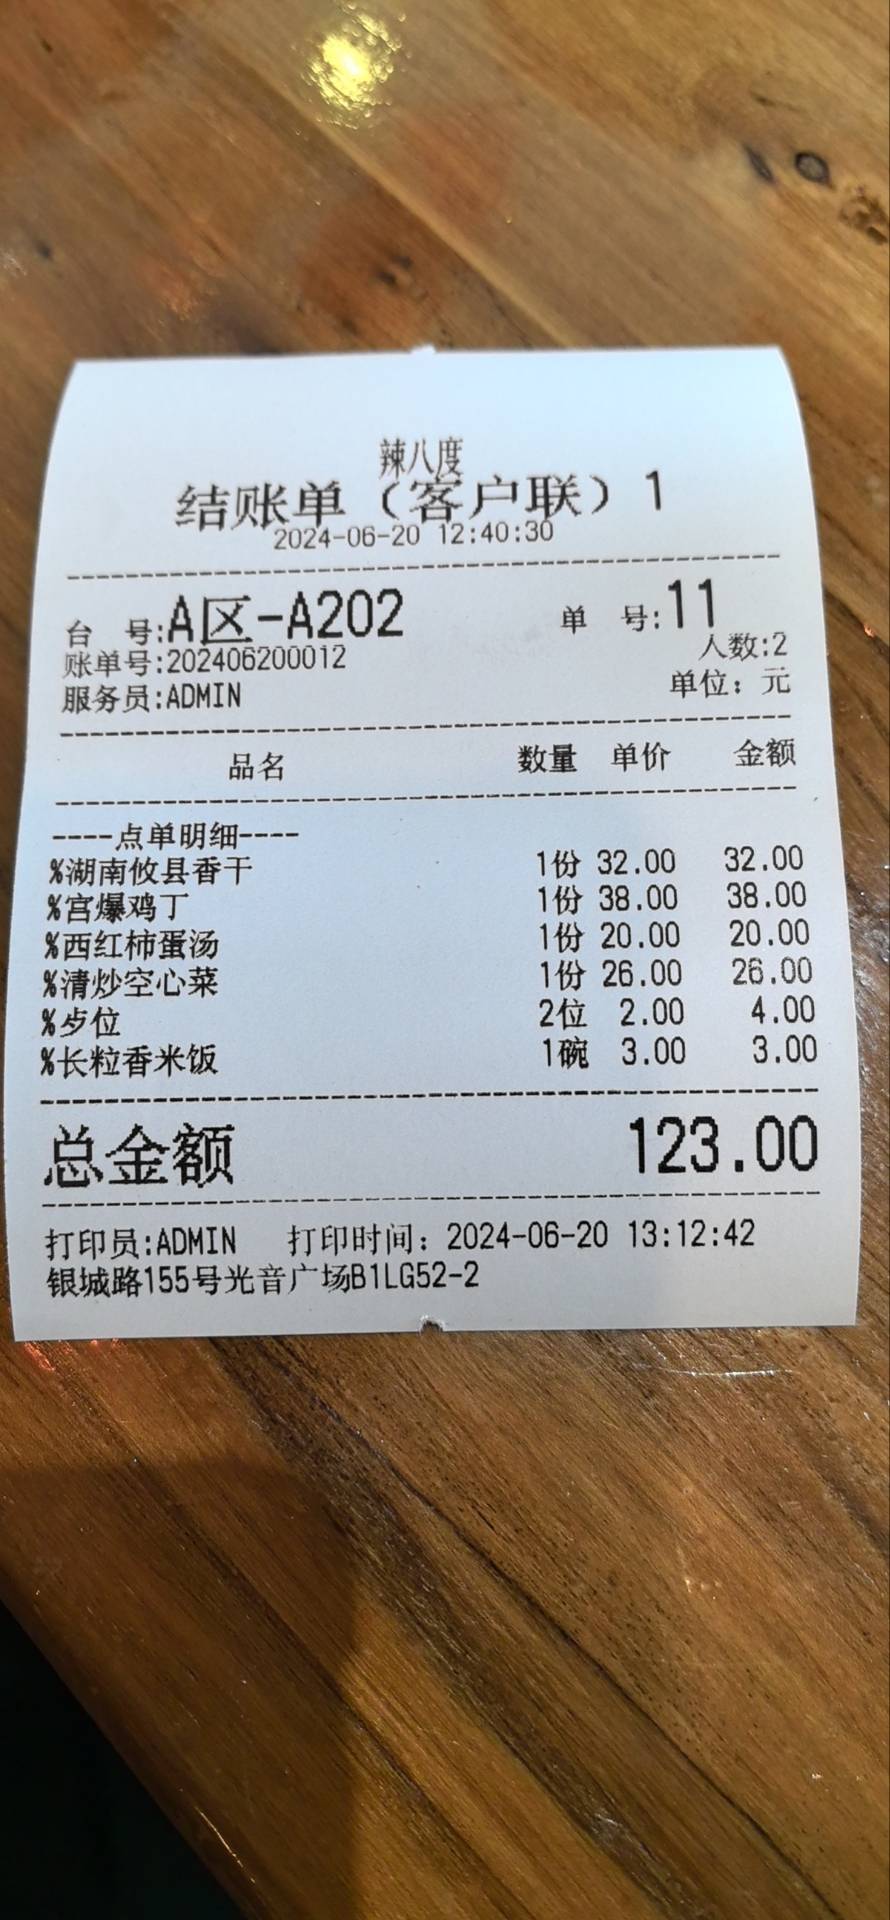 辣八度
结账单（客户联）1
2024-06-20 12:40:30
台 号:A区-A202 单 号:11
账单号:202406200012 人数:2
服务员:ADMIN 单位：元
品名 数量 单价 金额
----点单明细----
%湖南攸县香干 1份 32.00 32.00
%宫爆鸡丁 1份 38.00 38.00
%西红柿蛋汤 1份 20.00 20.00
%清炒空心菜 1份 26.00 26.00
%歺位 2位 2.00 4.00
%长粒香米饭 1碗 3.00 3.00
总金额 123.00
打印员:ADMIN 打印时间：2024-06-20 13:12:42
银城路155号光音广场B1LG52-2